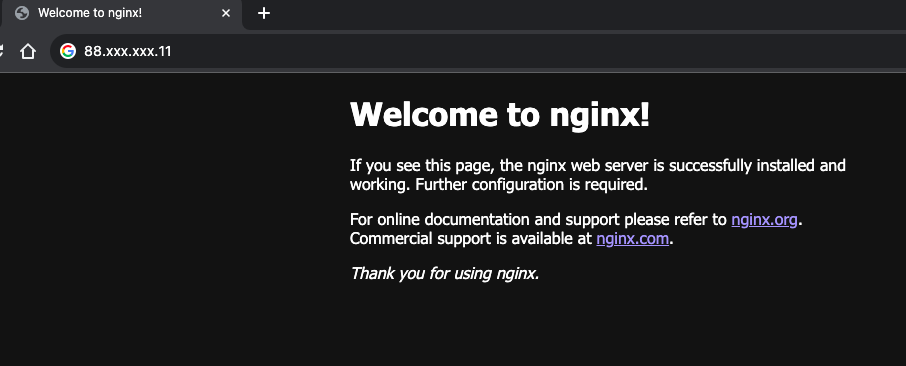 Welcome to nginx!
88.xxx.xxx.11
Welcome to nginx!
If you see this page, the nginx web server is successfully installed and
working. Further configuration is required.
For online documentation and support please refer to nginx.org.
Commercial support is available at nginx.com.
Thank you for using nginx.